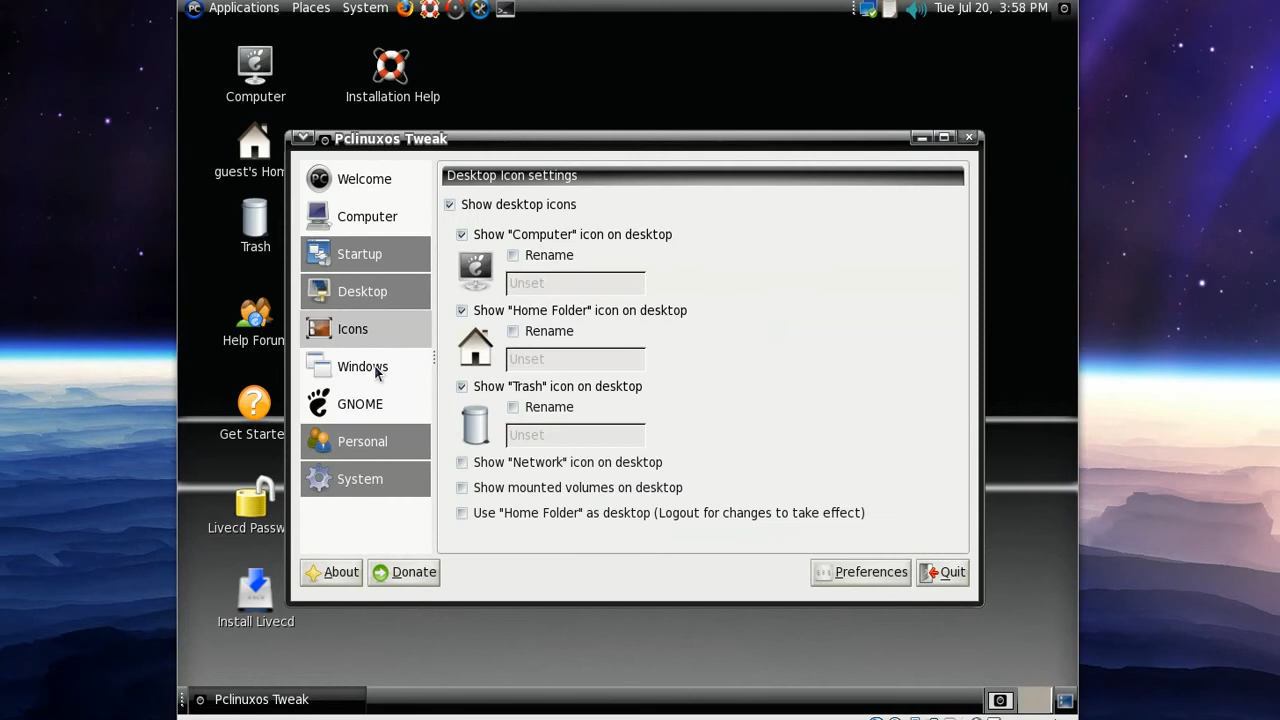 Applications Places System Tue Jul 20, 3:58 PM
Computer
Installation Help
guest's Hom
Trash
Help Forun
Get Starte
Livecd Passw
Install Livecd
Pclinuxos Tweak
Welcome
Computer
Startup
Desktop
Icons
Windows
GNOME
Personal
System
Desktop Icon settings
Show desktop icons
Show "Computer" icon on desktop
Rename
Unset
Show "Home Folder" icon on desktop
Rename
Unset
Show "Trash" icon on desktop
Rename
Unset
Show "Network" icon on desktop
Show mounted volumes on desktop
Use "Home Folder" as desktop (Logout for changes to take effect)
About Donate Preferences Quit
Pclinuxos Tweak